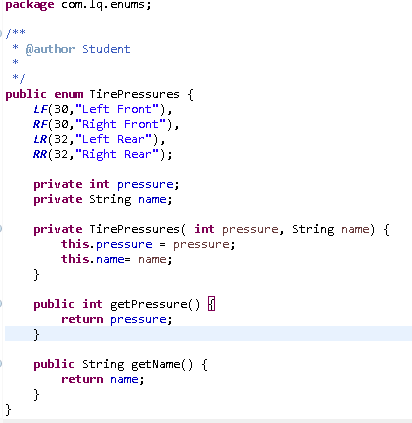 package com.lq.enums;
/**
 * @author Student
 *
 */
public enum TirePressures {
    LF(30,"Left Front"),
    RF(30,"Right Front"),
    LR(32,"Left Rear"),
    RR(32,"Right Rear");
    private int pressure;
    private String name;
    private TirePressures( int pressure, String name) {
        this.pressure = pressure;
        this.name= name;
    }
    public int getPressure() {
        return pressure;
    }
    public String getName() {
        return name;
    }
}